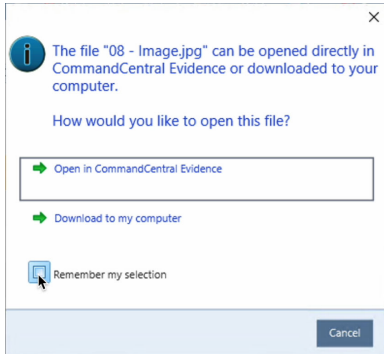 The file "08 - Image.jpg" can be opened directly in
CommandCentral Evidence or downloaded to your
computer.
How would you like to open this file?
Open in CommandCentral Evidence
Download to my computer
Remember my selection
Cancel